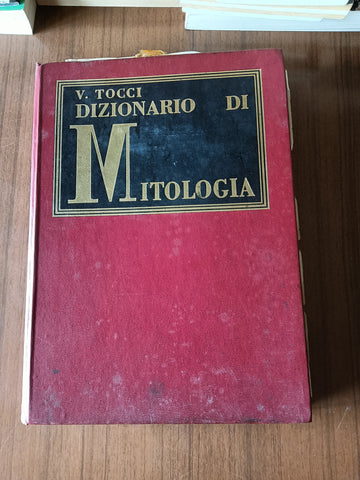 V. TOCCI
DIZIONARIO DI
MITOLOGIA